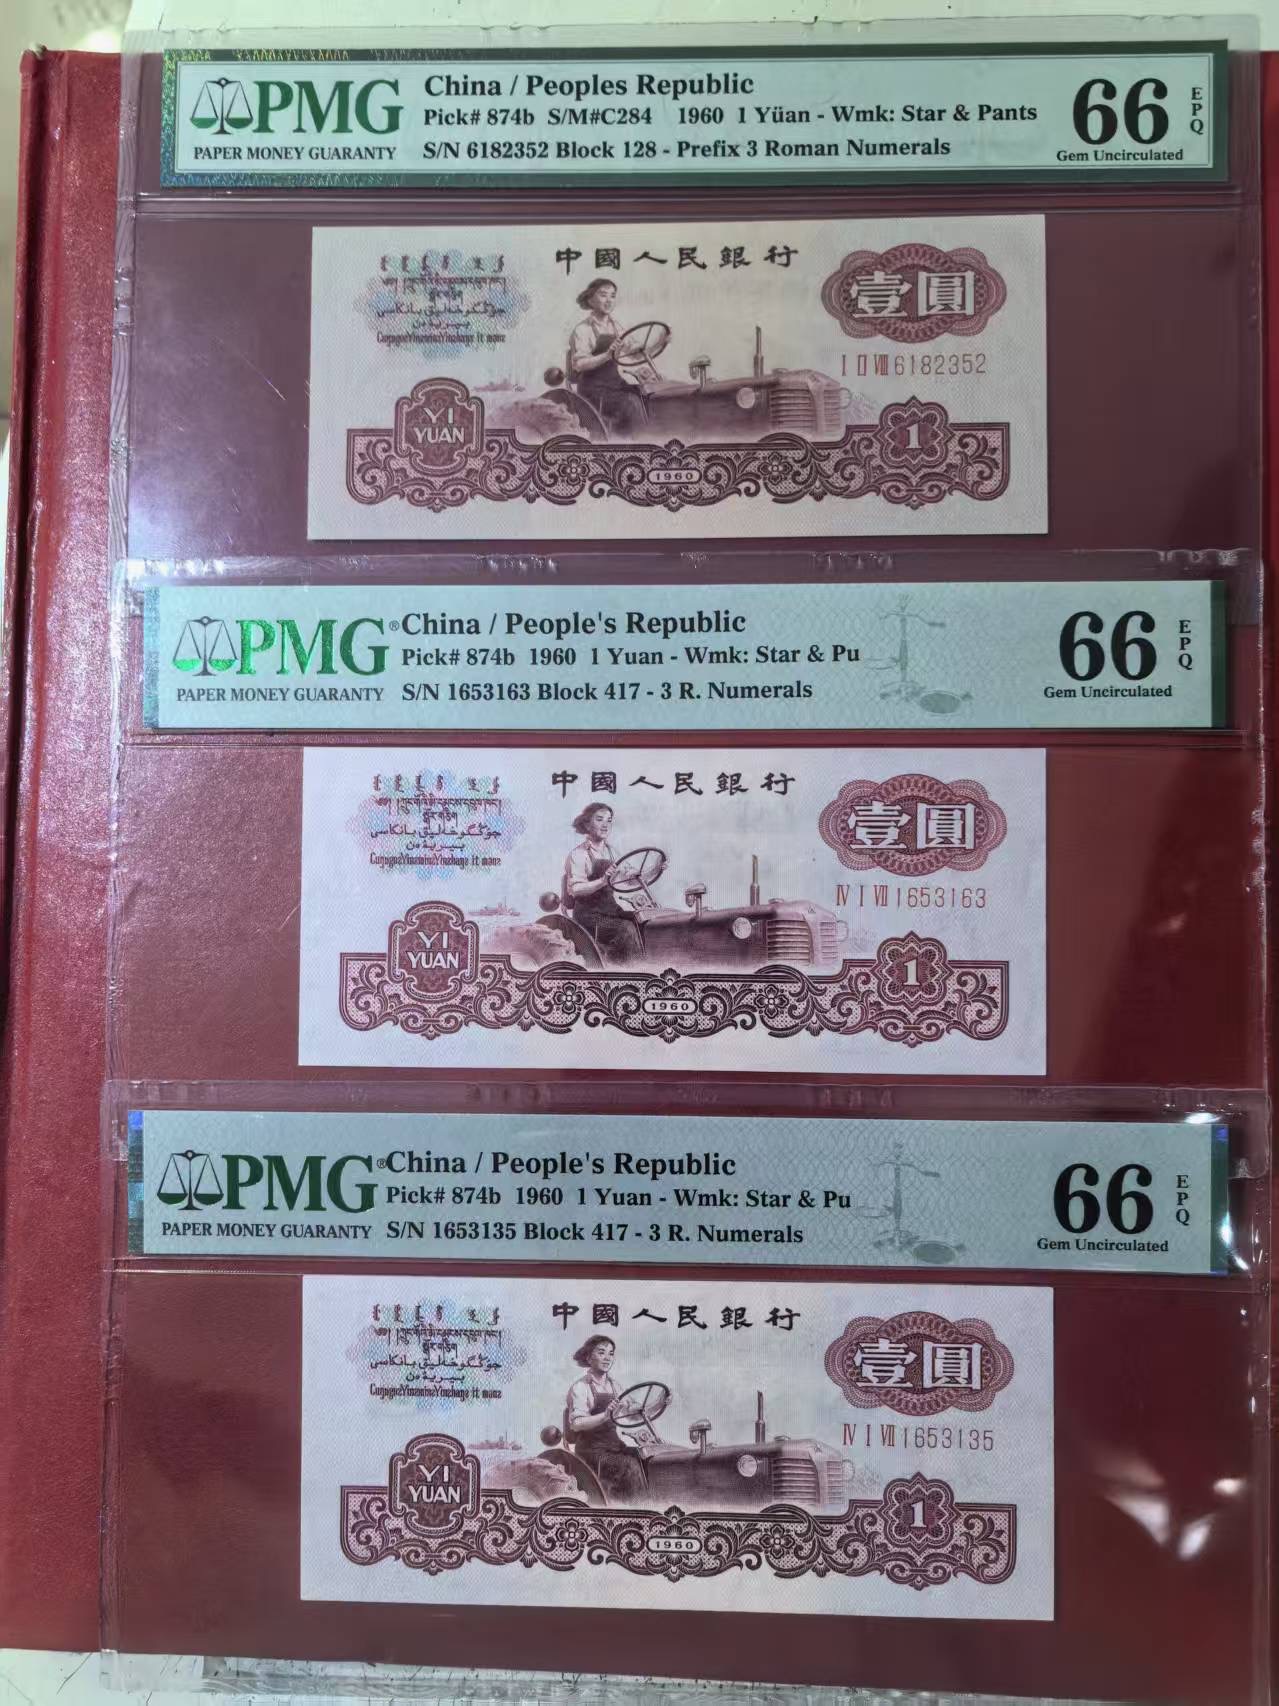 PMG
PAPER MONEY GUARANTY
China / Peoples Republic
Pick# 874b S/M#C284 1960 1 Yüan - Wmk: Star & Pants
S/N 6182352 Block 128 - Prefix 3 Roman Numerals
66
EPQ
Gem Uncirculated
中國人民銀行
壹圓
I II VIII 6182352
YI
YUAN
1960
1
PMG®
PAPER MONEY GUARANTY
China / People's Republic
Pick# 874b 1960 1 Yuan - Wmk: Star & Pu
S/N 1653163 Block 417 - 3 R. Numerals
66
EPQ
Gem Uncirculated
中國人民銀行
壹圓
IV I VII 1653163
YI
YUAN
1960
1
PMG®
PAPER MONEY GUARANTY
China / People's Republic
Pick# 874b 1960 1 Yuan - Wmk: Star & Pu
S/N 1653135 Block 417 - 3 R. Numerals
66
EPQ
Gem Uncirculated
中國人民銀行
壹圓
IV I VII 1653135
YI
YUAN
1960
1